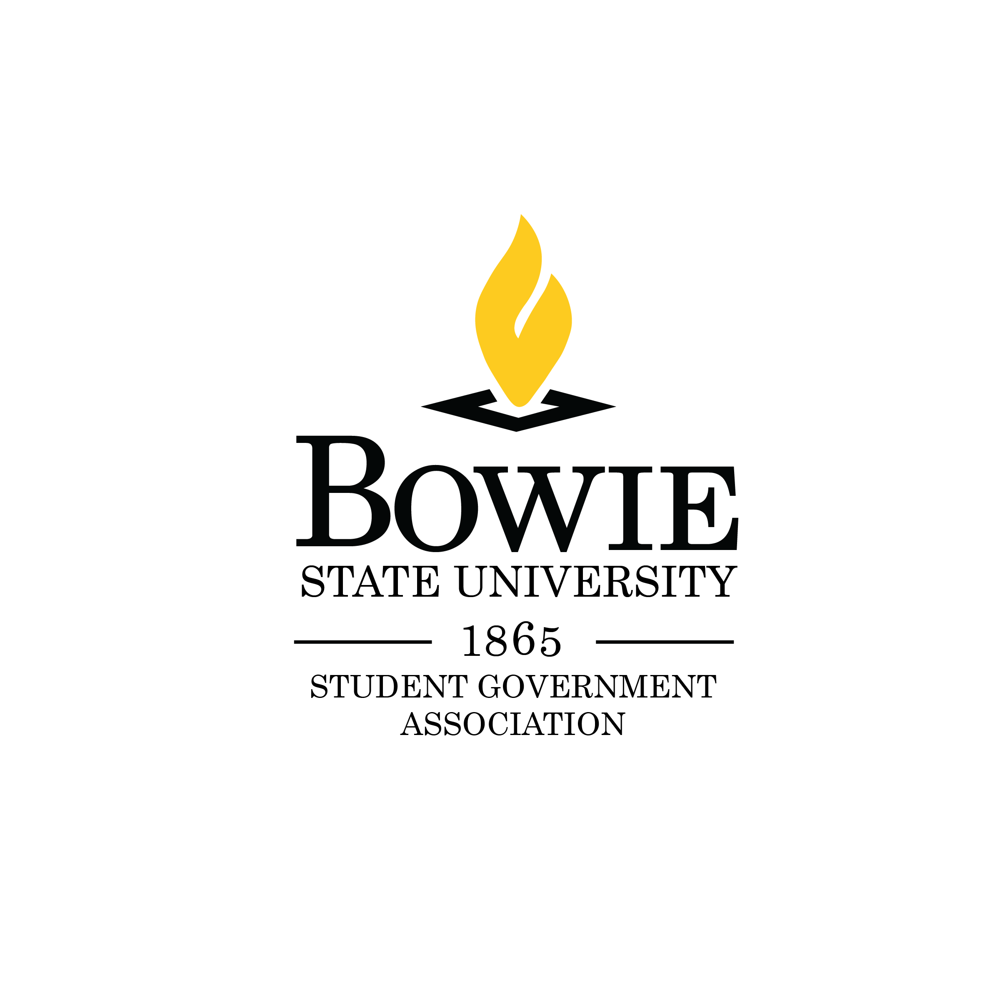 BOWIE
STATE UNIVERSITY
1865
STUDENT GOVERNMENT
ASSOCIATION